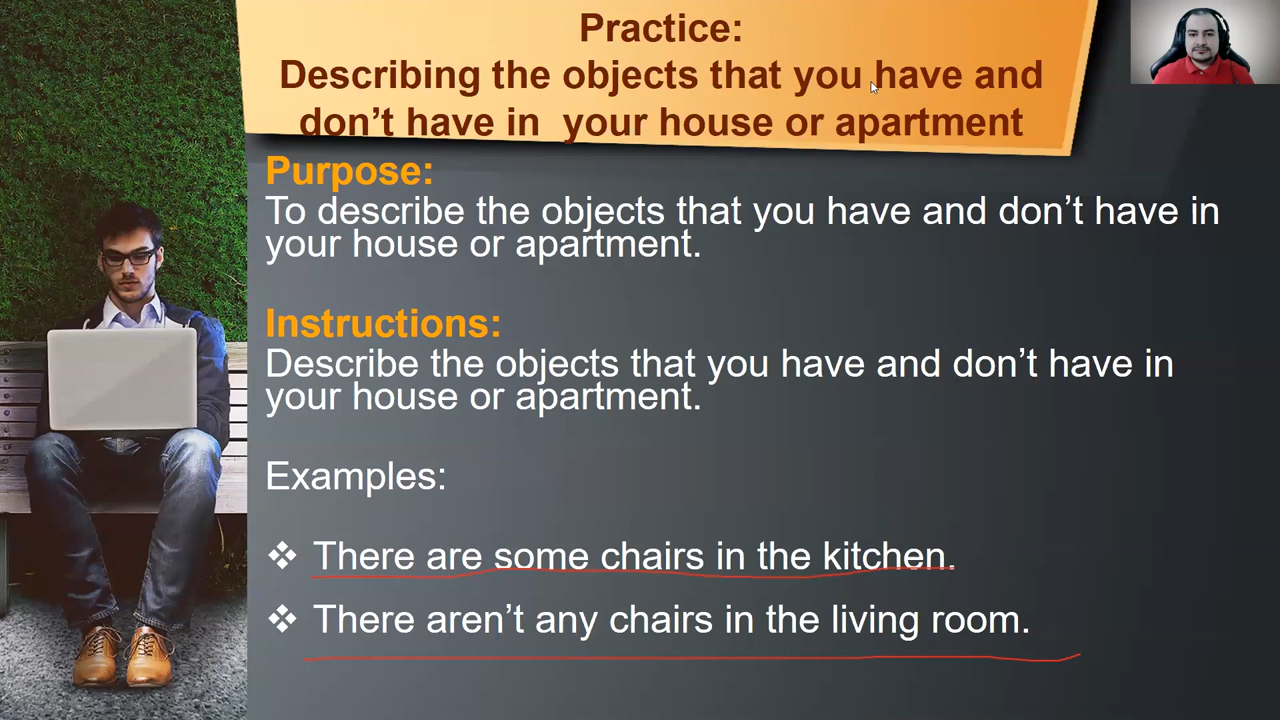 Practice:
Describing the objects that you have and
don’t have in  your house or apartment
Purpose:
To describe the objects that you have and don’t have in
your house or apartment.
Instructions:
Describe the objects that you have and don’t have in
your house or apartment.
Examples:
❖ There are some chairs in the kitchen.
❖ There aren’t any chairs in the living room.